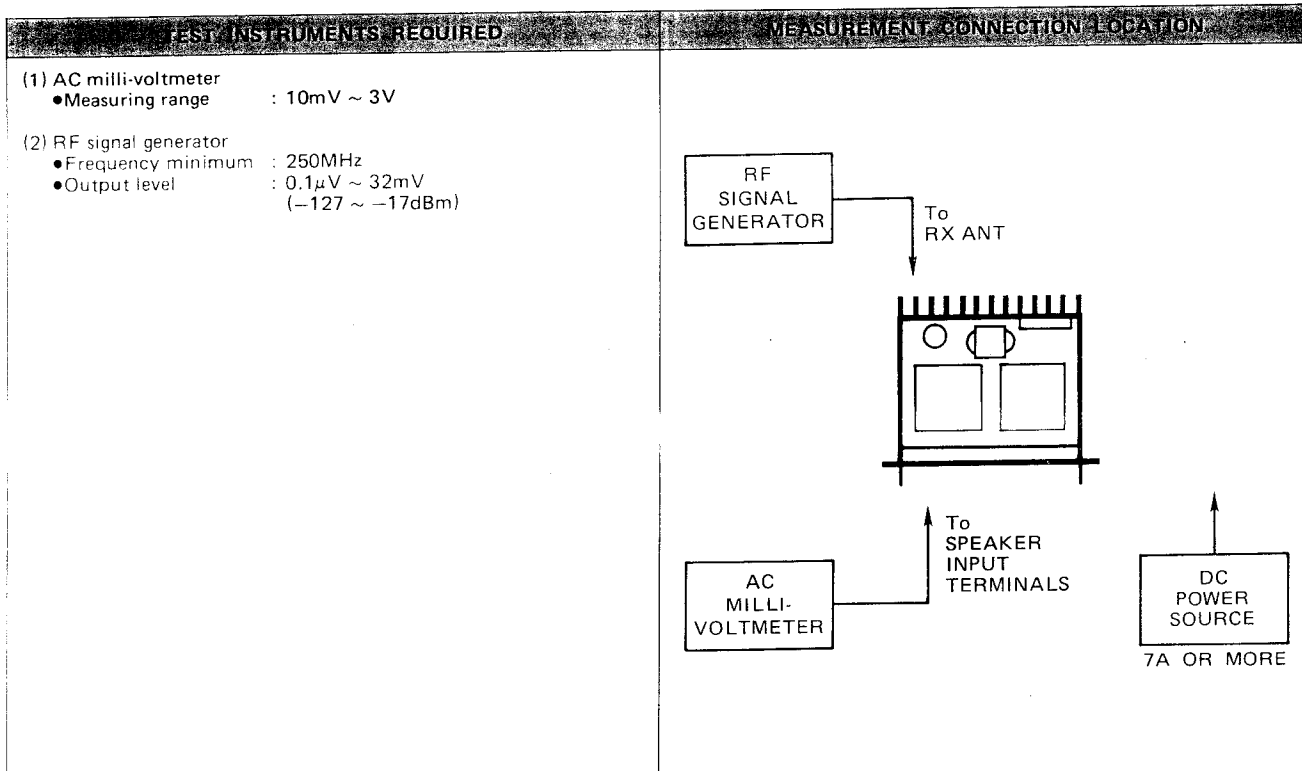 TEST INSTRUMENTS REQUIRED
(1) AC milli-voltmeter
●Measuring range : 10mV ~ 3V
(2) RF signal generator
●Frequency minimum : 250MHz
●Output level : 0.1μV ~ 32mV
(−127 ~ −17dBm)
MEASUREMENT CONNECTION LOCATION
RF
SIGNAL
GENERATOR
To
RX ANT
To
SPEAKER
INPUT
TERMINALS
AC
MILLI-
VOLTMETER
DC
POWER
SOURCE
7A OR MORE